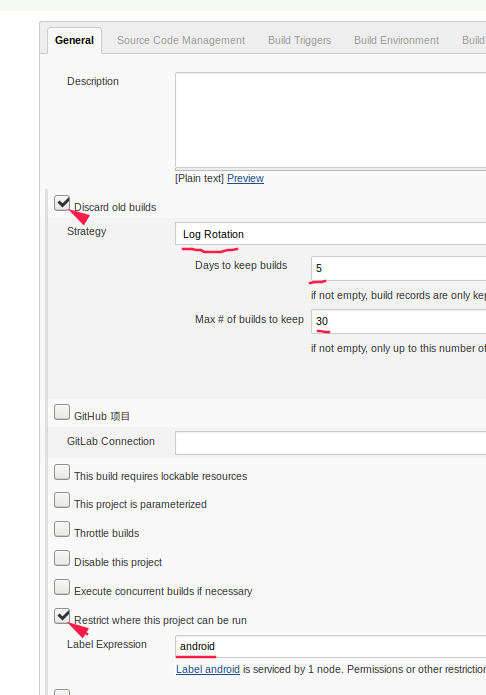 General Source Code Management Build Triggers Build Environment Build
Description
[Plain text] Preview
Discard old builds
Strategy Log Rotation
Days to keep builds 5
if not empty, build records are only kep
Max # of builds to keep 30
if not empty, only up to this number of
GitHub 项目
GitLab Connection
This build requires lockable resources
This project is parameterized
Throttle builds
Disable this project
Execute concurrent builds if necessary
Restrict where this project can be run
Label Expression android
Label android is serviced by 1 node. Permissions or other restriction